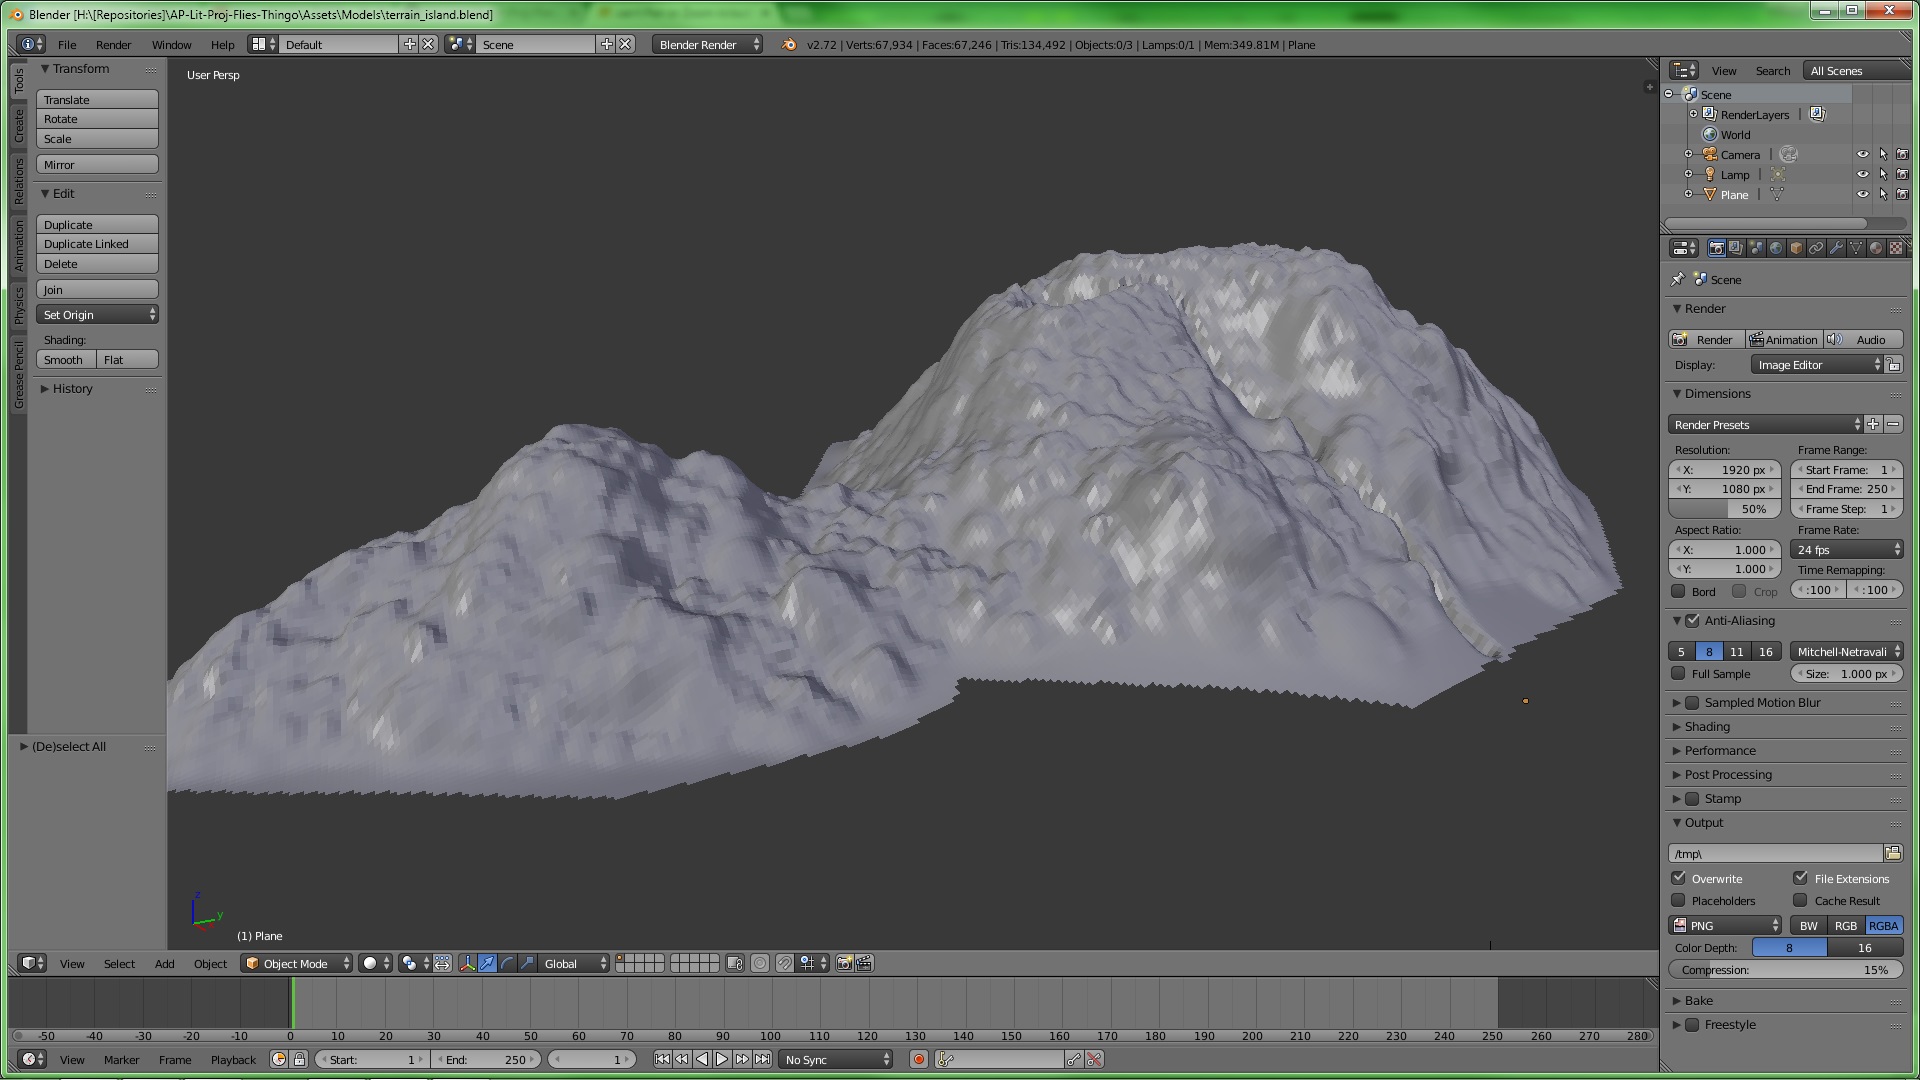 Blender [H:\[Repositories]\AP-Lit-Proj-Flies-Thingo\Assets\Models\terrain_island.blend]
File Render Window Help Default Scene Blender Render v2.72 | Verts:67,934 | Faces:67,246 | Tris:134,492 | Objects:0/3 | Lamps:0/1 | Mem:349.81M | Plane
Tools
Create
Relations
Animation
Physics
Grease Pencil
Transform
Translate
Rotate
Scale
Mirror
Edit
Duplicate
Duplicate Linked
Delete
Join
Set Origin
Shading:
Smooth Flat
History
(De)select All
User Persp
z
y
(1) Plane
View Select Add Object Object Mode Global
-50 -40 -30 -20 -10 0 10 20 30 40 50 60 70 80 90 100 110 120 130 140 150 160 170 180 190 200 210 220 230 240 250 260 270 280
View Marker Frame Playback Start: 1 End: 250 1 No Sync
View Search All Scenes
Scene
RenderLayers |
World
Camera |
Lamp |
Plane |
Scene
Render
Render Animation Audio
Display: Image Editor
Dimensions
Render Presets
Resolution: Frame Range:
X: 1920 px Start Frame: 1
Y: 1080 px End Frame: 250
50% Frame Step: 1
Aspect Ratio: Frame Rate:
X: 1.000 24 fps
Y: 1.000 Time Remapping:
Bord Crop :100 :100
Anti-Aliasing
5 8 11 16 Mitchell-Netravali
Full Sample Size: 1.000 px
Sampled Motion Blur
Shading
Performance
Post Processing
Stamp
Output
/tmp\
Overwrite File Extensions
Placeholders Cache Result
PNG BW RGB RGBA
Color Depth: 8 16
Compression: 15%
Bake
Freestyle